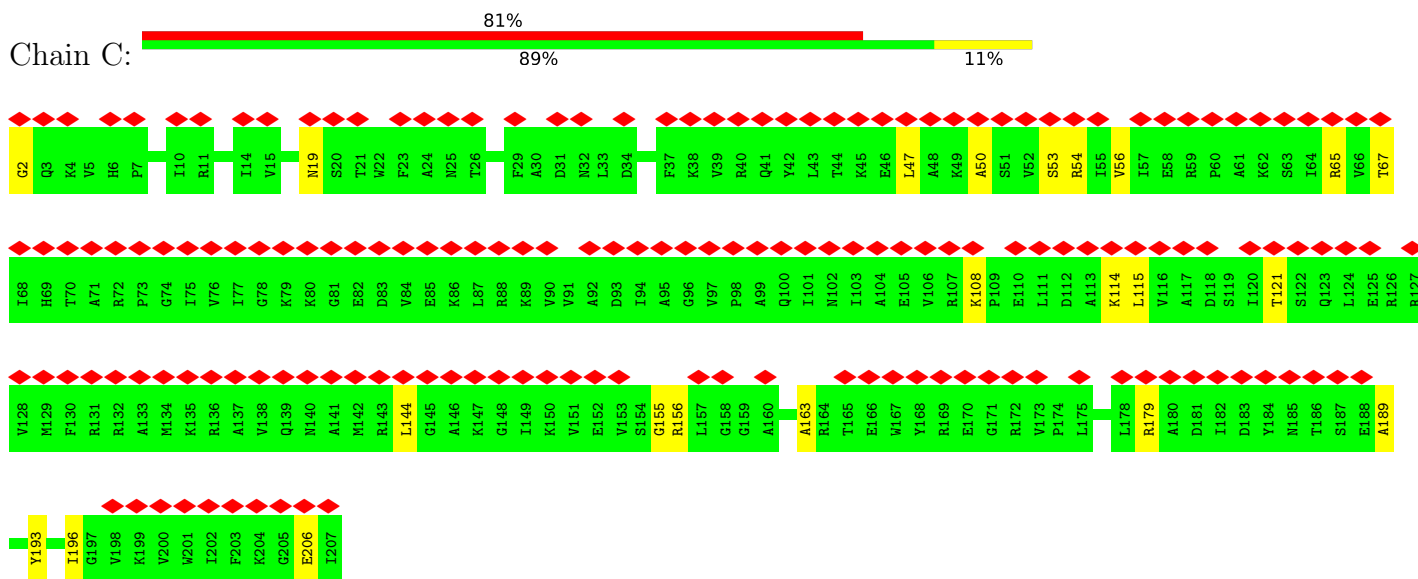 81%
Chain C:
89% 11%
G2 Q3 K4 V5 H6 P7 I10 R11 I14 V15 N19 S20 T21 W22 F23 A24 N25 T26 F29 A30 D31 N32 L33 D34 F37 K38 V39 R40 Q41 Y42 L43 T44 K45 E46 L47 A48 K49 A50 S51 V52 S53 R54 I55 V56 I57 E58 R59 P60 A61 K62 S63 I64 R65 V66 T67
I68 H69 T70 A71 R72 P73 G74 I75 V76 I77 G78 K79 K80 G81 E82 D83 V84 E85 K86 L87 R88 K89 V90 V91 A92 D93 I94 A95 G96 V97 P98 A99 Q100 I101 N102 I103 A104 E105 V106 R107 K108 P109 E110 L111 D112 A113 K114 L115 V116 A117 D118 S119 I120 T121 S122 Q123 L124 E125 R126 R127
V128 M129 F130 R131 R132 A133 M134 K135 R136 A137 V138 Q139 N140 A141 M142 R143 L144 G145 A146 K147 G148 I149 K150 V151 E152 V153 S154 G155 R156 L157 G158 G159 A160 A163 R164 T165 E166 W167 Y168 R169 E170 G171 R172 V173 P174 L175 L178 R179 A180 D181 I182 D183 Y184 N185 T186 S187 E188 A189
Y193 I196 G197 V198 K199 V200 W201 I202 F203 K204 G205 E206 I207